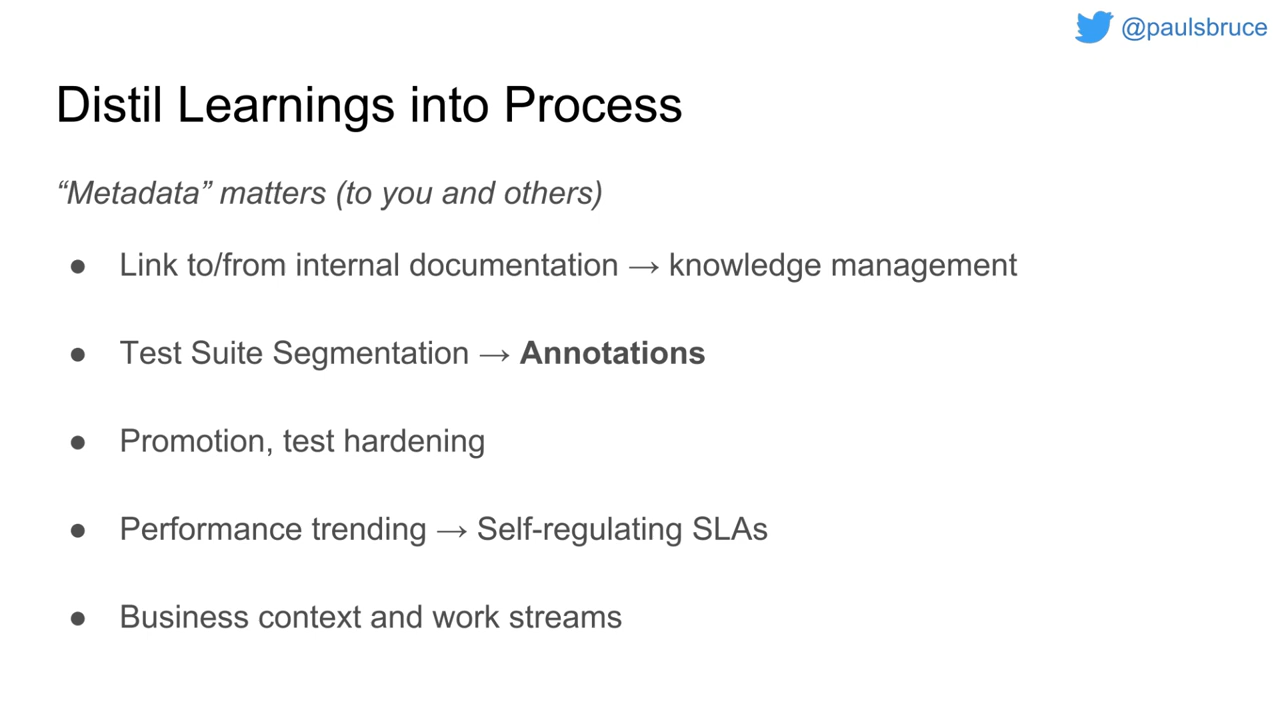 @paulsbruce
Distil Learnings into Process
“Metadata” matters (to you and others)
● Link to/from internal documentation → knowledge management
● Test Suite Segmentation → Annotations
● Promotion, test hardening
● Performance trending → Self-regulating SLAs
● Business context and work streams